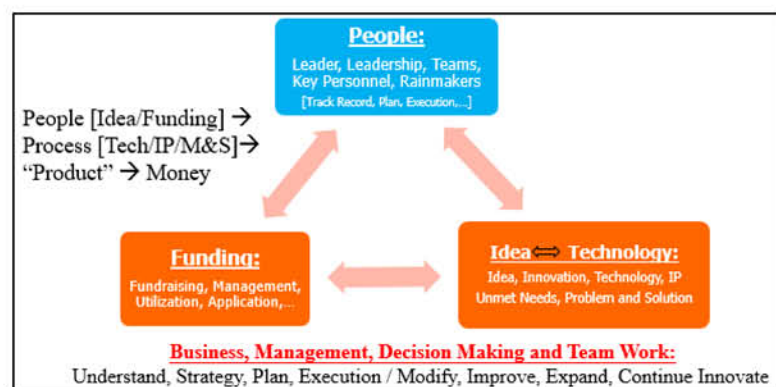 People:
Leader, Leadership, Teams,
Key Personnel, Rainmakers
[Track Record, Plan, Execution,...]
People [Idea/Funding] →
Process [Tech/IP/M&S]→
“Product” → Money
Funding:
Fundraising, Management,
Utilization, Application,...
Idea⇔ Technology:
Idea, Innovation, Technology, IP
Unmet Needs, Problem and Solution
Business, Management, Decision Making and Team Work:
Understand, Strategy, Plan, Execution / Modify, Improve, Expand, Continue Innovate